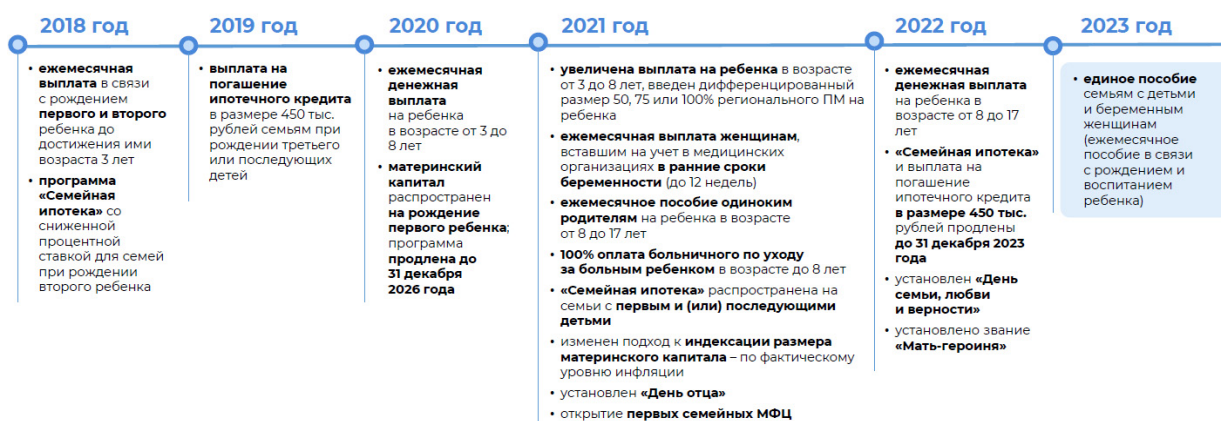 2018 год
• ежемесячная
выплата в связи
с рождением
первого и второго
ребенка до
достижения ими
возраста 3 лет
• программа
«Семейная
ипотека» со
сниженной
процентной
ставкой для семей
при рождении
второго ребенка
2019 год
• выплата на
погашение
ипотечного кредита
в размере 450 тыс.
рублей семьям при
рождении третьего
или последующих
детей
2020 год
• ежемесячная
денежная
выплата
на ребенка
в возрасте от 3 до
8 лет
• материнский
капитал
распространен
на рождение
первого ребенка;
программа
продлена до
31 декабря
2026 года
2021 год
• увеличена выплата на ребенка в возрасте
от 3 до 8 лет, введен дифференцированный
размер 50, 75 или 100% регионального ПМ на
ребенка
• ежемесячная выплата женщинам,
вставшим на учет в медицинских
организациях в ранние сроки
беременности (до 12 недель)
• ежемесячное пособие одиноким
родителям на ребенка в возрасте
от 8 до 17 лет
• 100% оплата больничного по уходу
за больным ребенком в возрасте до 8 лет
• «Семейная ипотека» распространена на
семьи с первым и (или) последующими
детьми
• изменен подход к индексации размера
материнского капитала – по фактическому
уровню инфляции
• установлен «День отца»
• открытие первых семейных МФЦ
2022 год
• ежемесячная
денежная выплата
на ребенка в
возрасте от 8 до 17
лет
• «Семейная ипотека»
и выплата на
погашение
ипотечного кредита
в размере 450 тыс.
рублей продлены
до 31 декабря 2023
года
• установлен «День
семьи, любви
и верности»
• установлено звание
«Мать-героиня»
2023 год
• единое пособие
семьям с детьми
и беременным
женщинам
(ежемесячное
пособие в связи
с рождением и
воспитанием
ребенка)